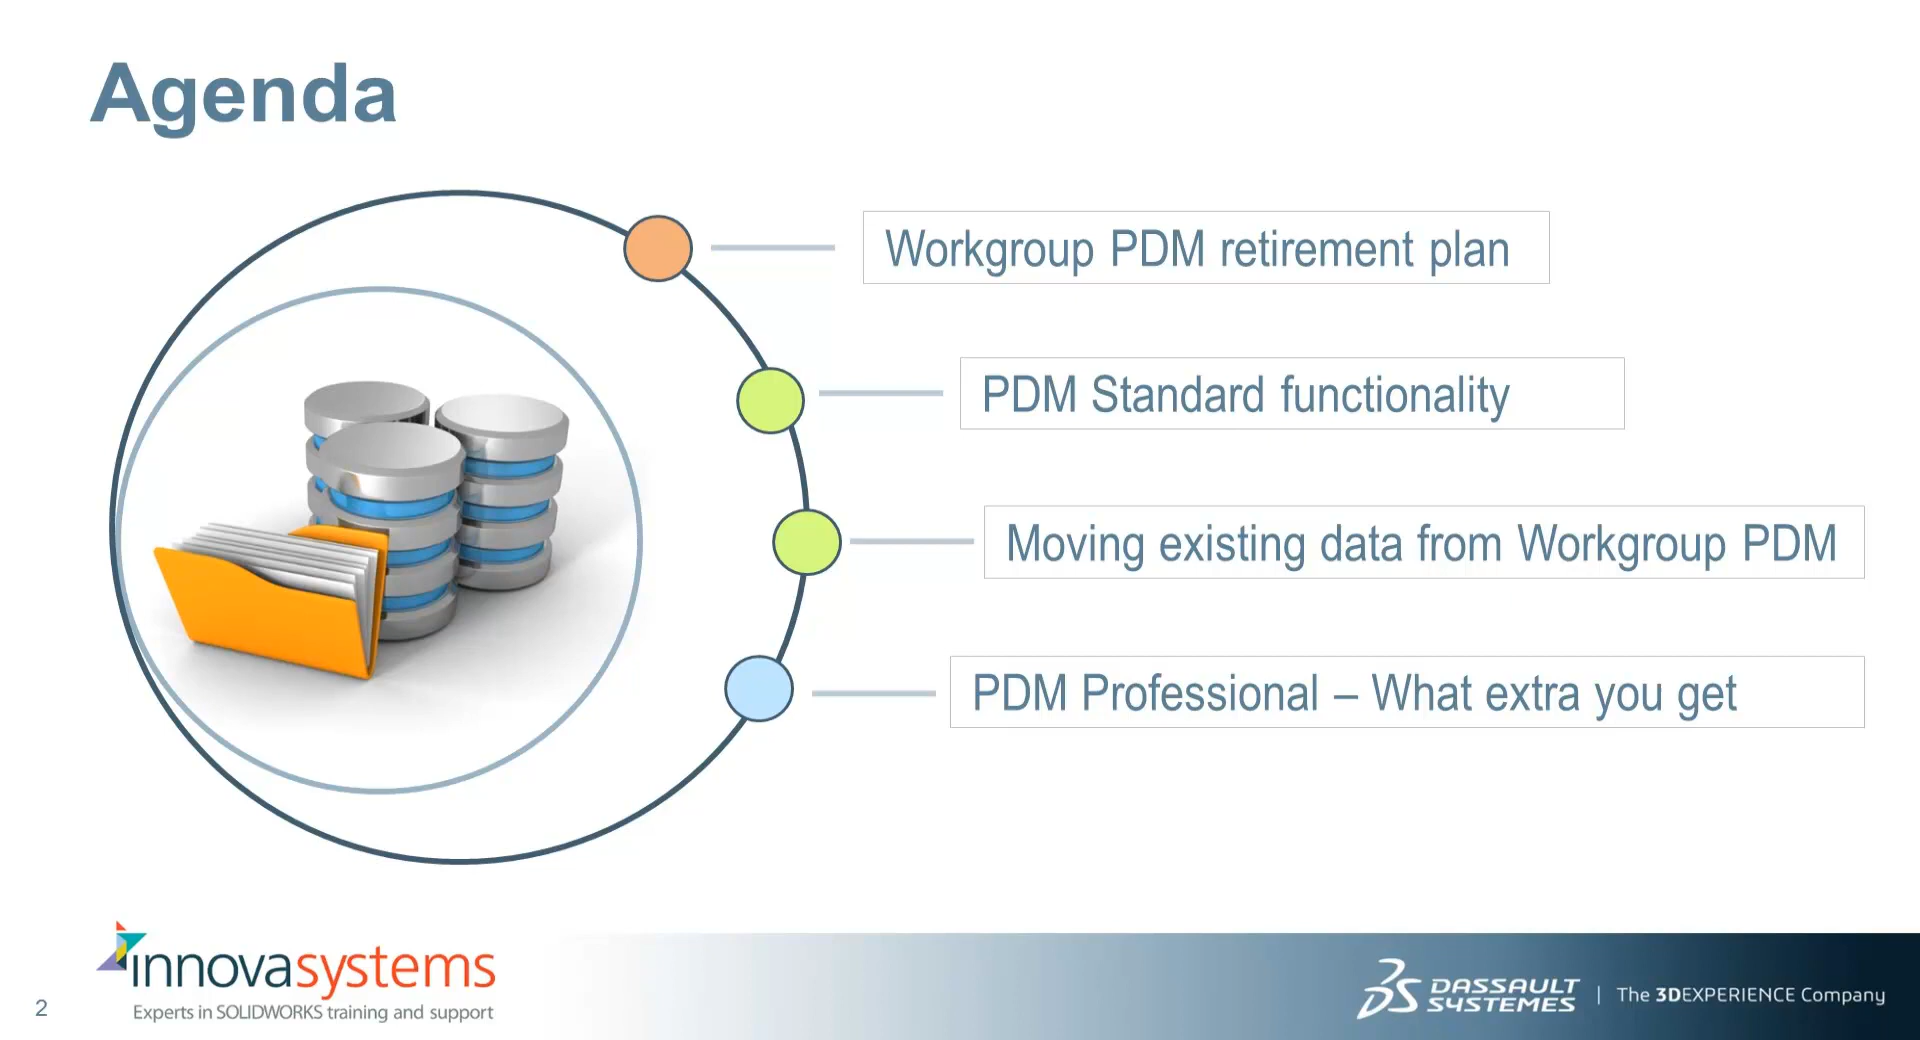 Agenda
Workgroup PDM retirement plan
PDM Standard functionality
Moving existing data from Workgroup PDM
PDM Professional – What extra you get
innovasystems
Experts in SOLIDWORKS training and support
2
DASSAULT
SYSTEMES
| The 3DEXPERIENCE Company